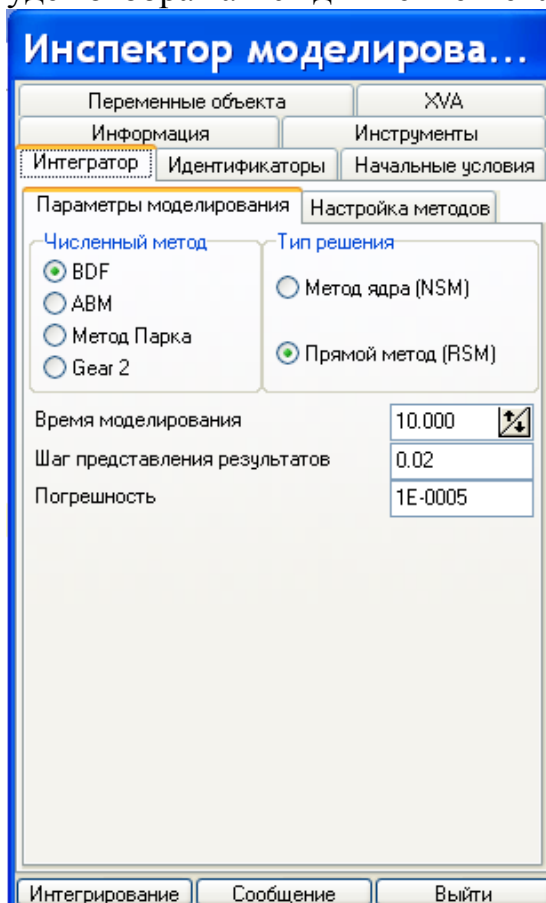 Инспектор моделирова...
Переменные объекта XVA
Информация Инструменты
Интегратор Идентификаторы Начальные условия
Параметры моделирования Настройка методов
Численный метод Тип решения
BDF
Метод ядра (NSM)
ABM
Метод Парка
Прямой метод (RSM)
Gear 2
Время моделирования 10.000
Шаг представления результатов 0.02
Погрешность 1E-0005
Интегрирование Сообщение Выйти